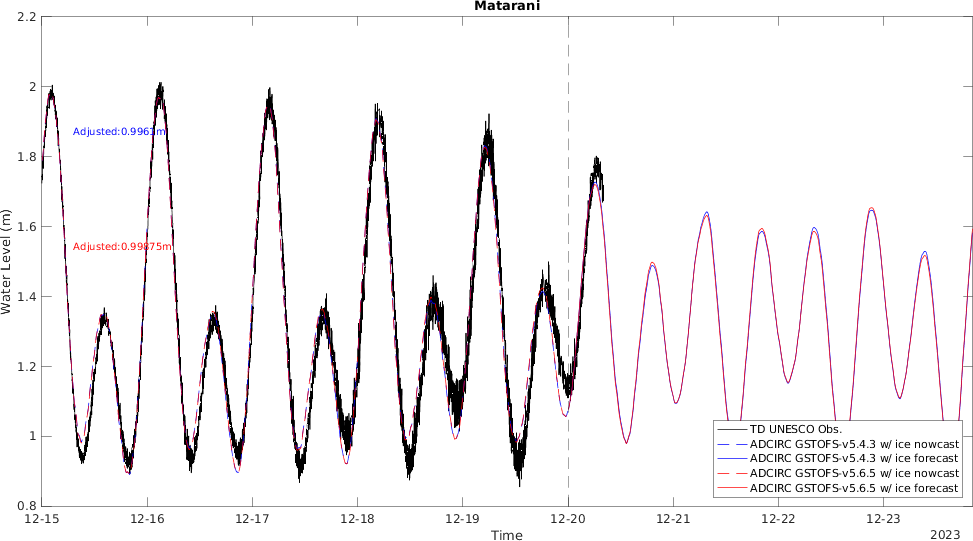 Matarani
2.2
2
1.8
1.6
1.4
1.2
1
0.8
Water Level (m)
Adjusted:0.9961m
Adjusted:0.99875m
12-15
12-16
12-17
12-18
12-19
12-20
12-21
12-22
12-23
Time
2023
TD UNESCO Obs.
ADCIRC GSTOFS-v5.4.3 w/ ice nowcast
ADCIRC GSTOFS-v5.4.3 w/ ice forecast
ADCIRC GSTOFS-v5.6.5 w/ ice nowcast
ADCIRC GSTOFS-v5.6.5 w/ ice forecast